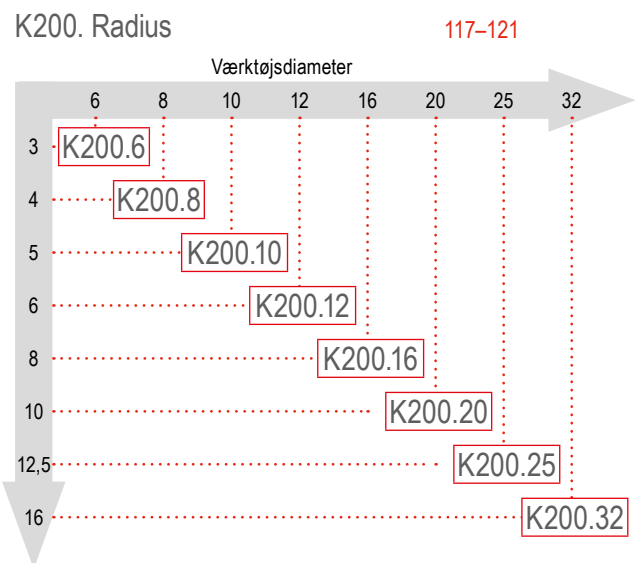 K200. Radius 117–121
Værktøjsdiameter
6 8 10 12 16 20 25 32
3 K200.6
4 K200.8
5 K200.10
6 K200.12
8 K200.16
10 K200.20
12,5 K200.25
16 K200.32